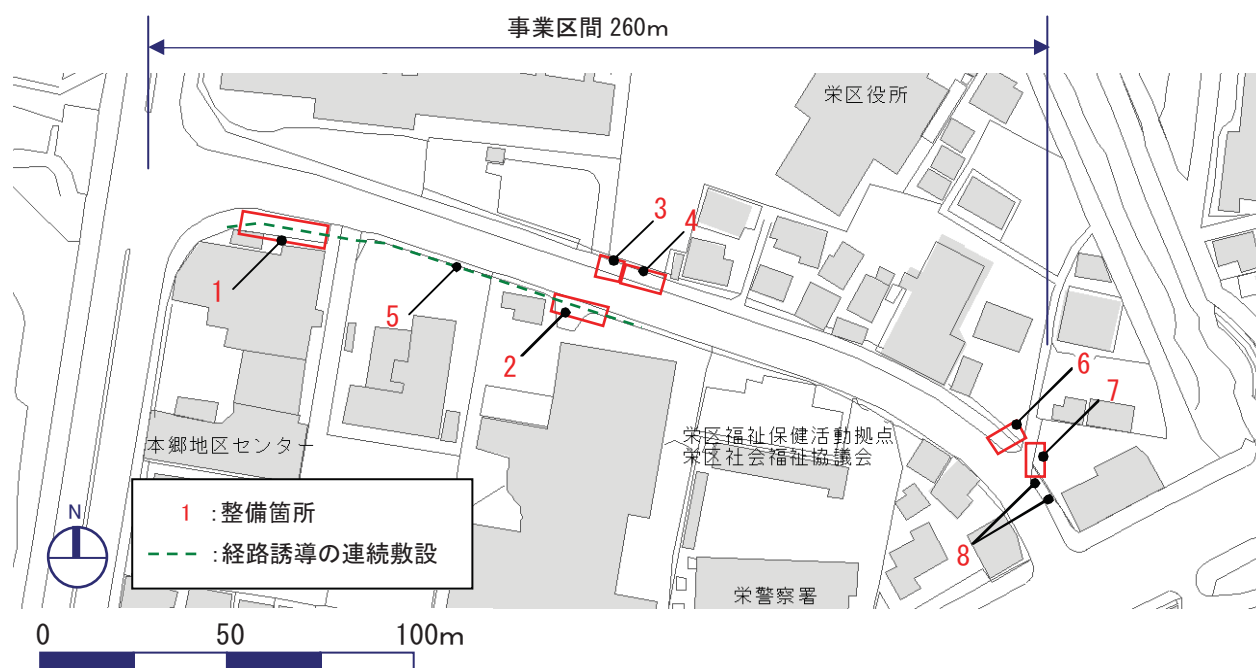 事業区間 260m
栄区役所
3
4
1
5
2
6
7
栄区福祉保健活動拠点
栄区社会福祉協議会
本郷地区センター
8
N
1 :整備箇所
:経路誘導の連続敷設
栄警察署
0 50 100m